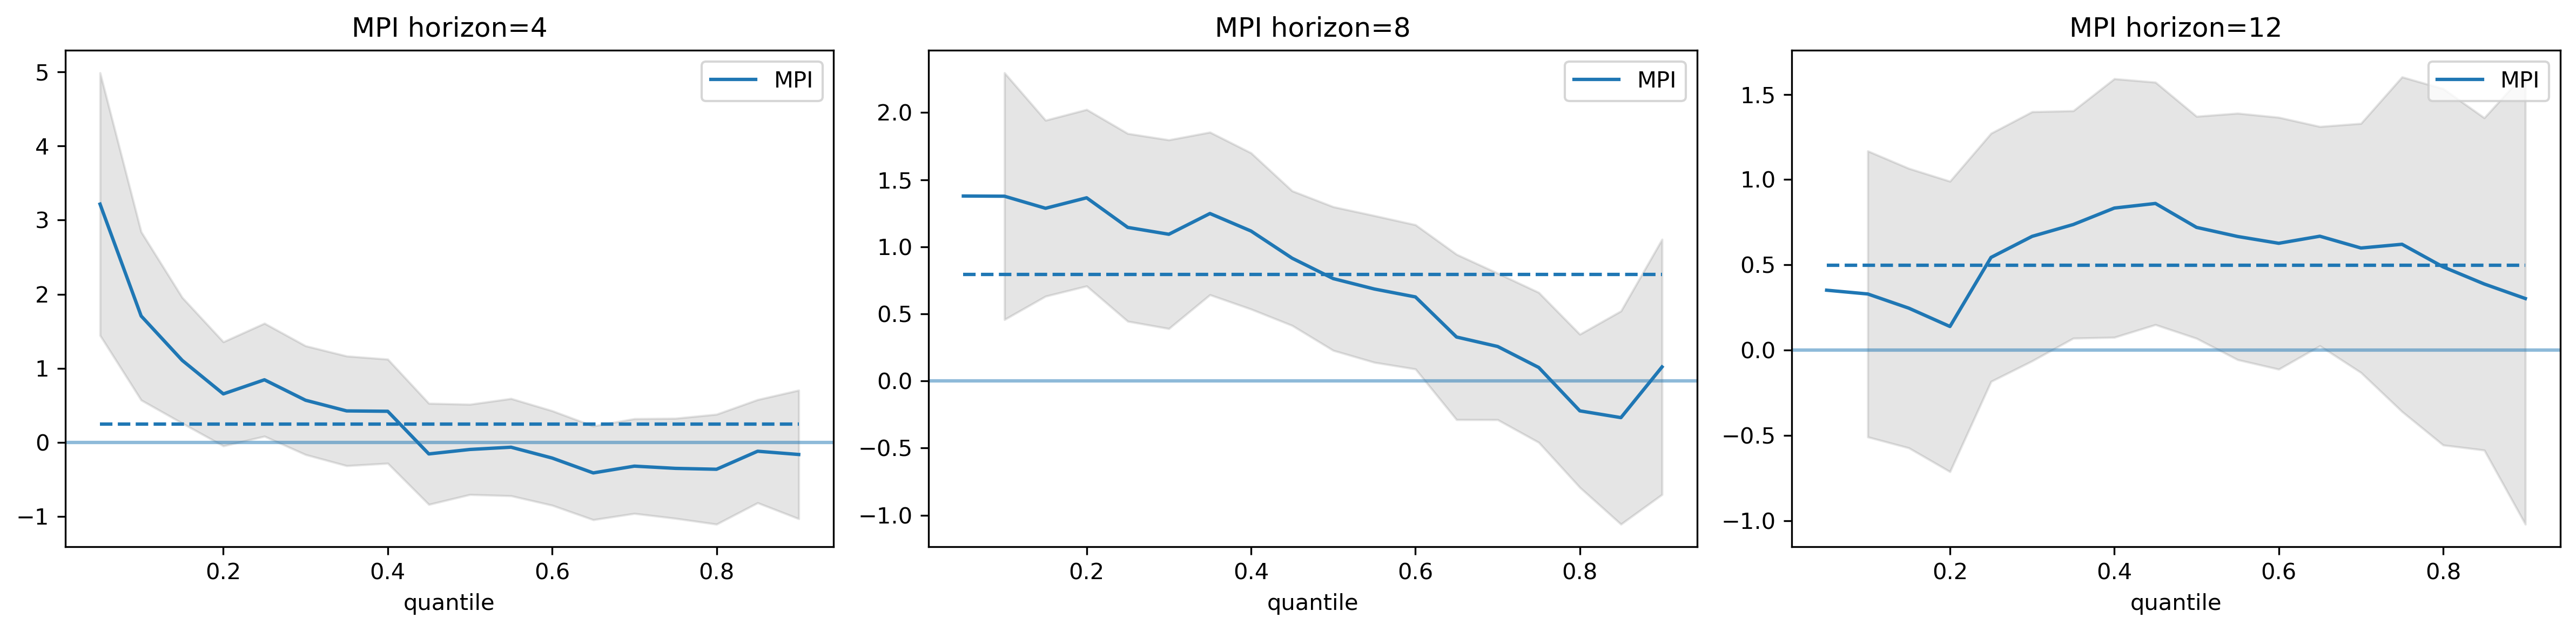 MPI horizon=4
5
4
3
2
1
0
−1
MPI
0.2 0.4 0.6 0.8
quantile
MPI horizon=8
2.0
1.5
1.0
0.5
0.0
−0.5
−1.0
MPI
0.2 0.4 0.6 0.8
quantile
MPI horizon=12
1.5
1.0
0.5
0.0
−0.5
−1.0
MPI
0.2 0.4 0.6 0.8
quantile